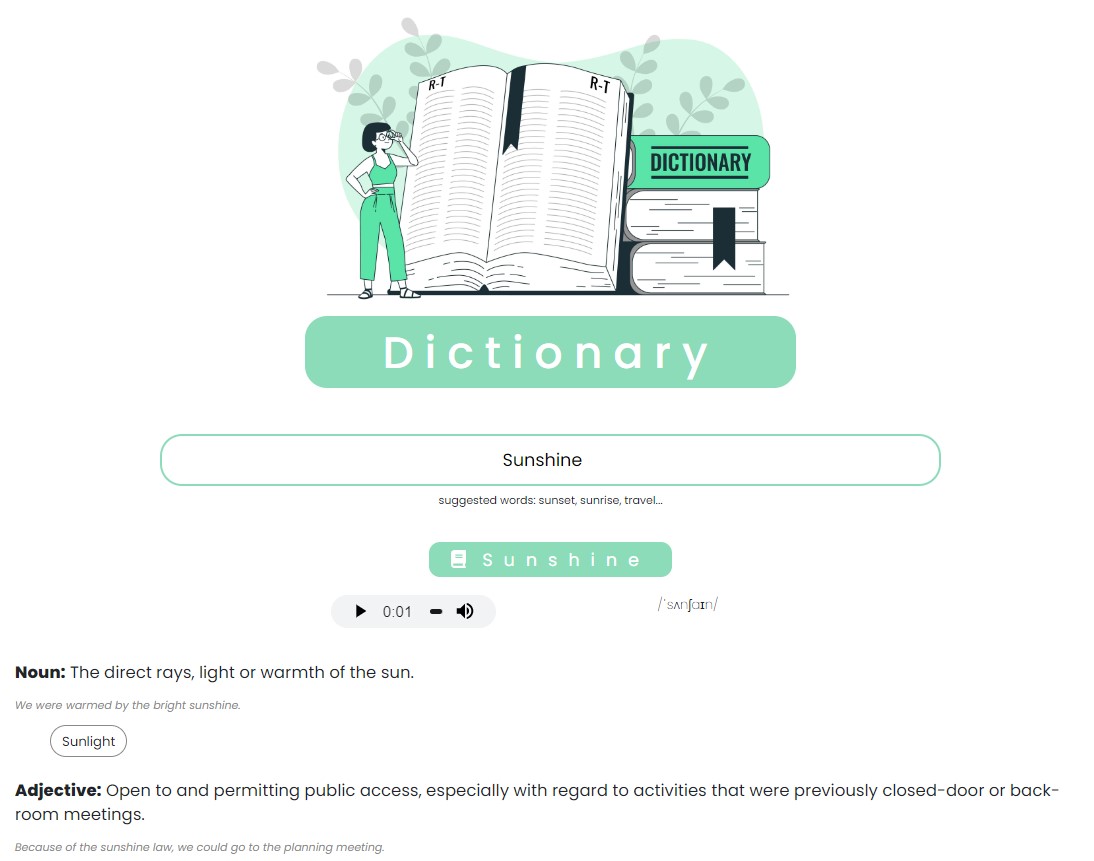 R-T
R-T
DICTIONARY
Dictionary
Sunshine
suggested words: sunset, sunrise, travel...
Sunshine
0:01
/ˈsʌnʃaɪn/
Noun: The direct rays, light or warmth of the sun.
We were warmed by the bright sunshine.
Sunlight
Adjective: Open to and permitting public access, especially with regard to activities that were previously closed-door or back-
room meetings.
Because of the sunshine law, we could go to the planning meeting.